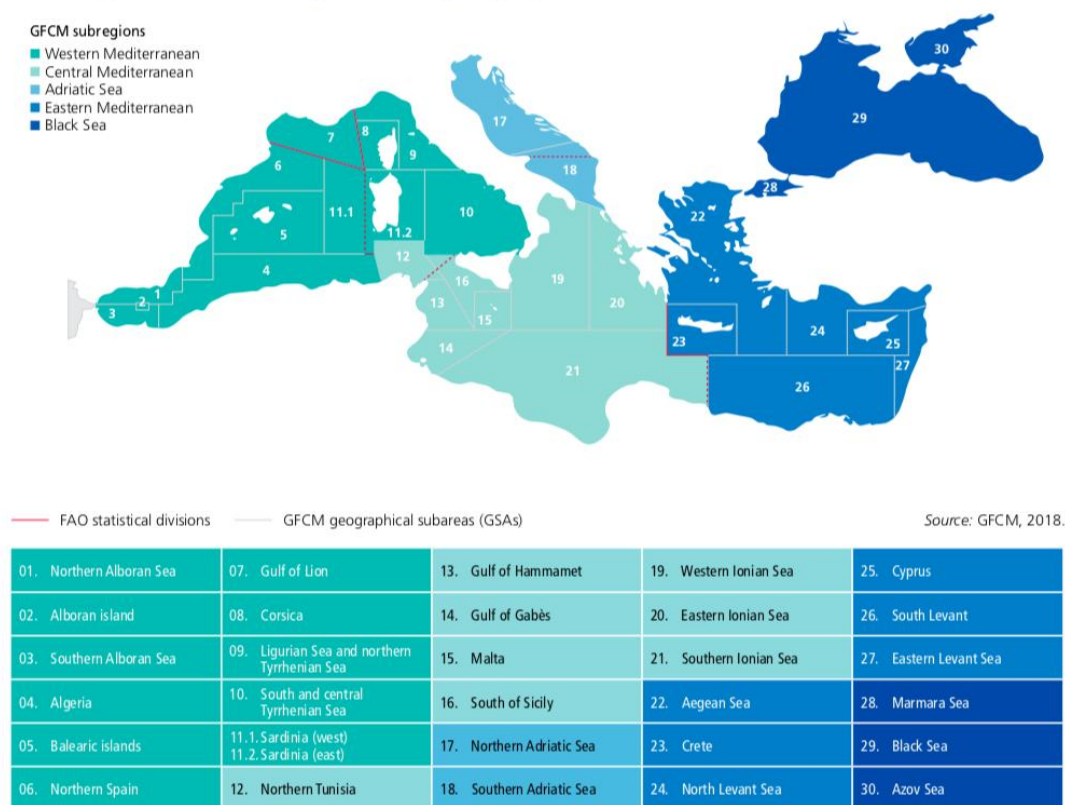 GFCM subregions
Western Mediterranean
Central Mediterranean
Adriatic Sea
Eastern Mediterranean
Black Sea
30
29
17
8
7
9
6
18
28
22
11.1
10
5
11.2
12
4
16
19
1
2
3
13
15
20
23
24
25
14
27
21
26
FAO statistical divisions
GFCM geographical subareas (GSAs)
Source: GFCM, 2018.
01. Northern Alboran Sea
02. Alboran island
03. Southern Alboran Sea
04. Algeria
05. Balearic islands
06. Northern Spain
07. Gulf of Lion
08. Corsica
09. Ligurian Sea and northern
Tyrrhenian Sea
10. South and central
Tyrrhenian Sea
11.1. Sardinia (west)
11.2. Sardinia (east)
12. Northern Tunisia
13. Gulf of Hammamet
14. Gulf of Gabès
15. Malta
16. South of Sicily
17. Northern Adriatic Sea
18. Southern Adriatic Sea
19. Western Ionian Sea
20. Eastern Ionian Sea
21. Southern Ionian Sea
22. Aegean Sea
23. Crete
24. North Levant Sea
25. Cyprus
26. South Levant
27. Eastern Levant Sea
28. Marmara Sea
29. Black Sea
30. Azov Sea